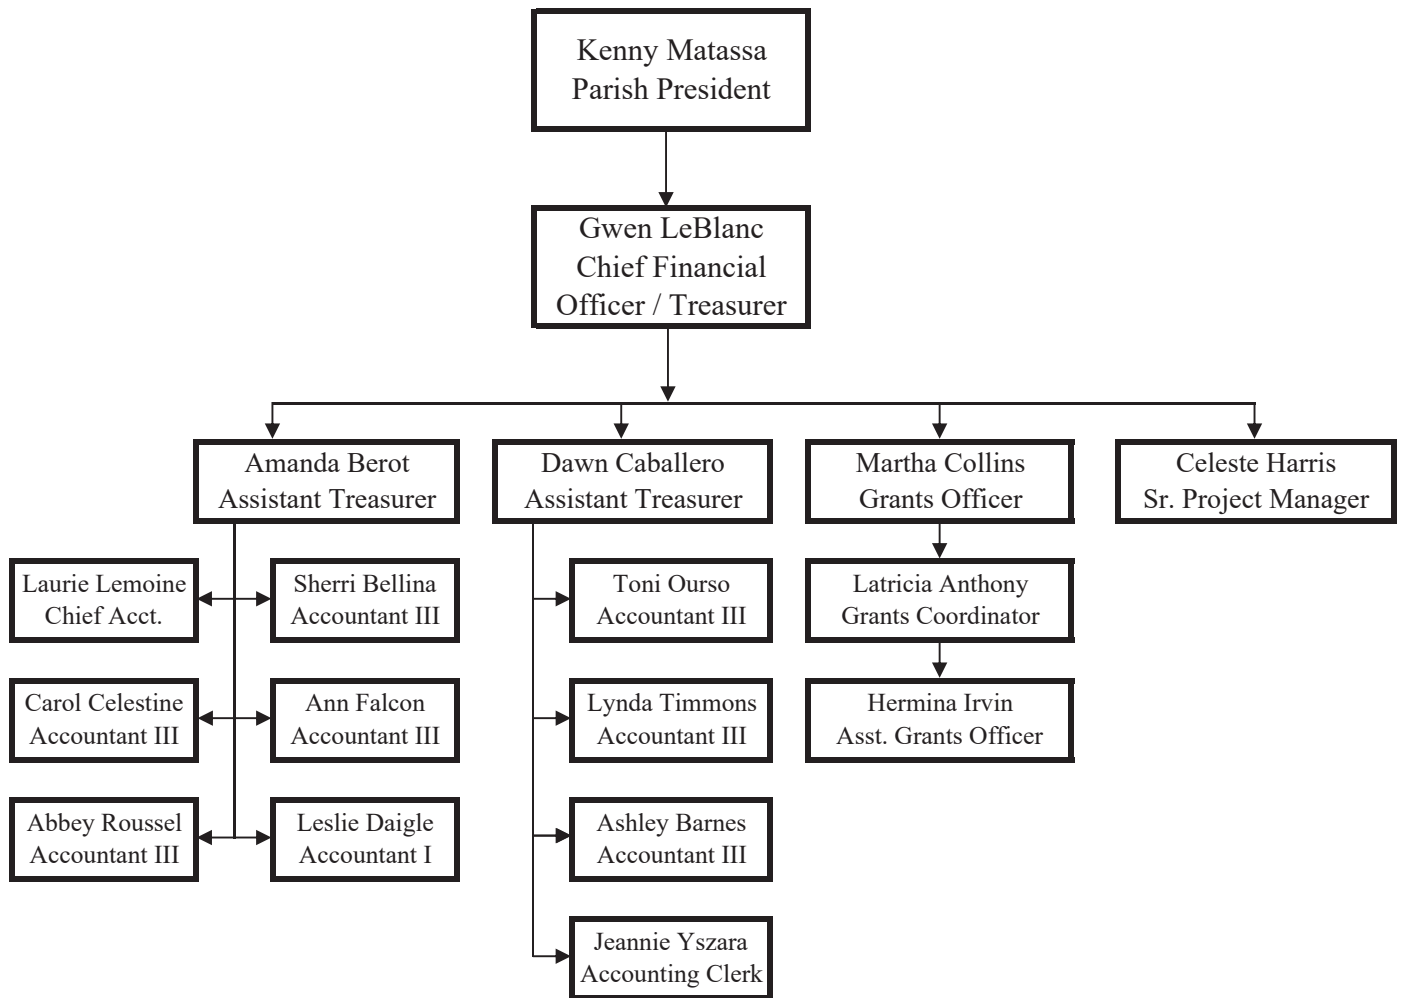 Kenny Matassa
Parish President
Gwen LeBlanc
Chief Financial
Officer / Treasurer
Amanda Berot
Assistant Treasurer
Dawn Caballero
Assistant Treasurer
Martha Collins
Grants Officer
Celeste Harris
Sr. Project Manager
Laurie Lemoine
Chief Acct.
Sherri Bellina
Accountant III
Toni Ourso
Accountant III
Latricia Anthony
Grants Coordinator
Carol Celestine
Accountant III
Ann Falcon
Accountant III
Lynda Timmons
Accountant III
Hermina Irvin
Asst. Grants Officer
Abbey Roussel
Accountant III
Leslie Daigle
Accountant I
Ashley Barnes
Accountant III
Jeannie Yszara
Accounting Clerk